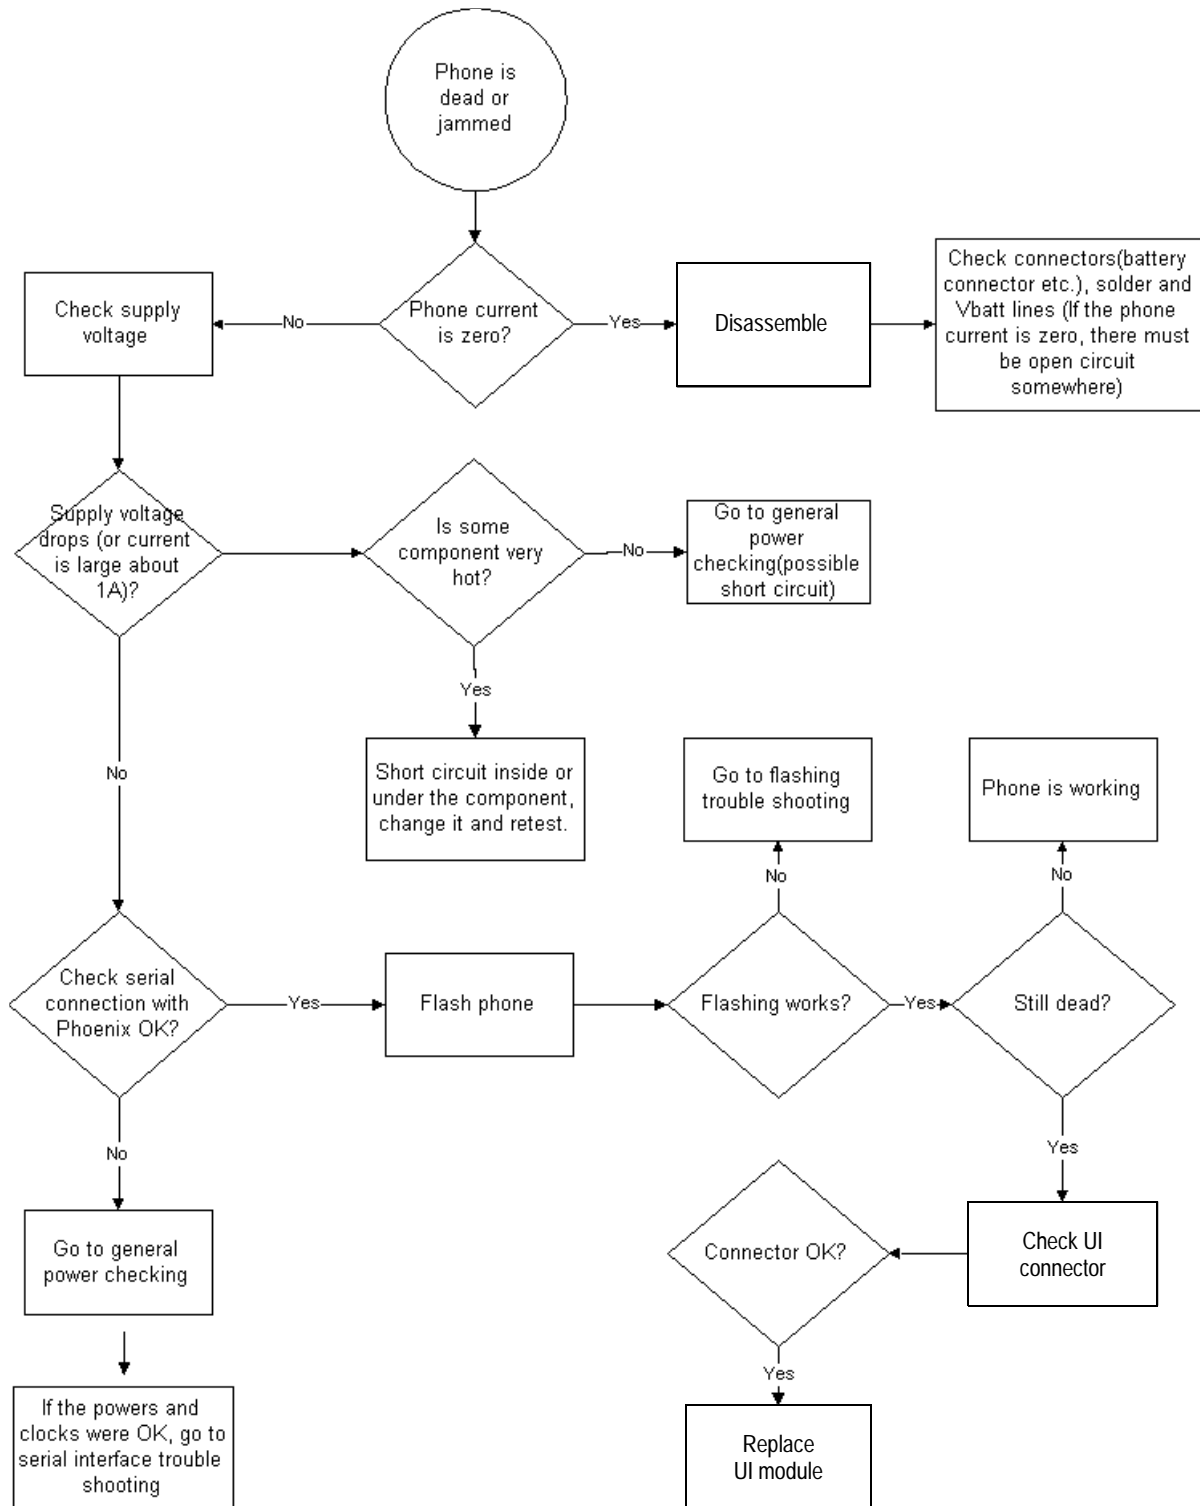 Phone is
dead or
jammed
Check supply
voltage
No
Phone current
is zero?
Yes
Disassemble
Check connectors(battery
connector etc.), solder and
Vbatt lines (If the phone
current is zero, there must
be open circuit
somewhere)
Supply voltage
drops (or current
is large about
1A)?
Is some
component very
hot?
No
Go to general
power
checking(possible
short circuit)
Yes
No
Short circuit inside or
under the component,
change it and retest.
Go to flashing
trouble shooting
Phone is working
No
No
Check serial
connection with
Phoenix OK?
Yes
Flash phone
Flashing works?
Yes
Still dead?
No
Yes
Go to general
power checking
Connector OK?
Check UI
connector
Yes
If the powers and
clocks were OK, go to
serial interface trouble
shooting
Replace
UI module